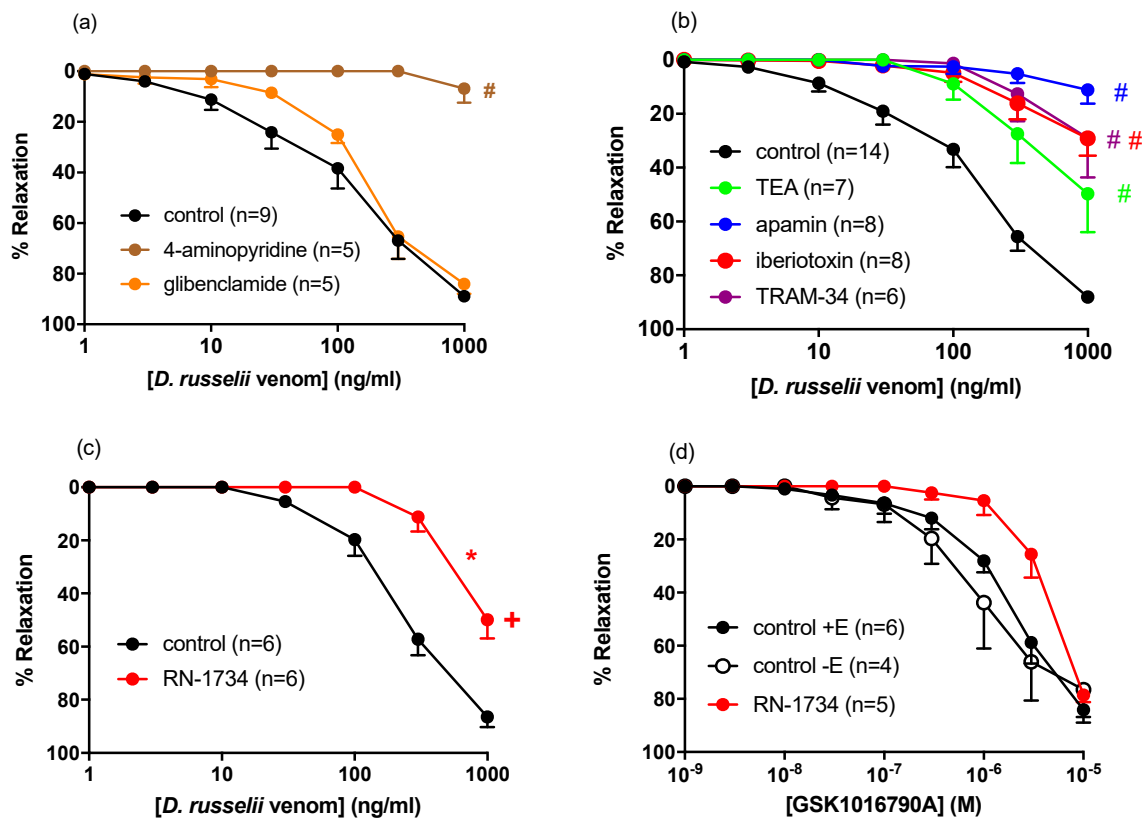 (a)
0
20
40
60
80
100
% Relaxation
control (n=9)
4-aminopyridine (n=5)
glibenclamide (n=5)
#
1
10
100
1000
[D. russelii venom] (ng/ml)
(b)
0
20
40
60
80
100
% Relaxation
control (n=14)
TEA (n=7)
apamin (n=8)
iberiotoxin (n=8)
TRAM-34 (n=6)
#
# #
#
1
10
100
1000
[D. russelii venom] (ng/ml)
(c)
0
20
40
60
80
100
% Relaxation
control (n=6)
RN-1734 (n=6)
*
+
1
10
100
1000
[D. russelii venom] (ng/ml)
(d)
0
20
40
60
80
100
% Relaxation
control +E (n=6)
control -E (n=4)
RN-1734 (n=5)
10⁻⁹
10⁻⁸
10⁻⁷
10⁻⁶
10⁻⁵
[GSK1016790A] (M)